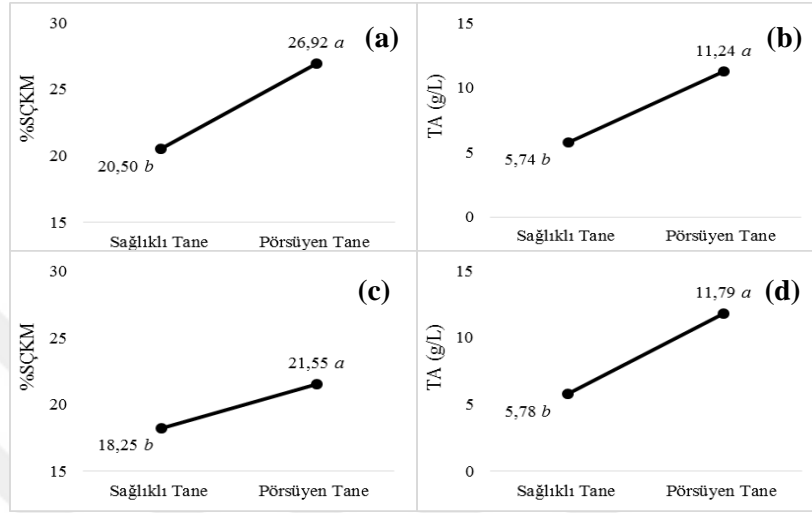 30
25
20
15
%SÇKM
26,92 a
20,50 b
(a)
Sağlıklı Tane
Pörsüyen Tane
15
10
5
0
TA (g/L)
11,24 a
5,74 b
(b)
Sağlıklı Tane
Pörsüyen Tane
30
25
20
15
%SÇKM
21,55 a
18,25 b
(c)
Sağlıklı Tane
Pörsüyen Tane
15
10
5
0
TA (g/L)
11,79 a
5,78 b
(d)
Sağlıklı Tane
Pörsüyen Tane